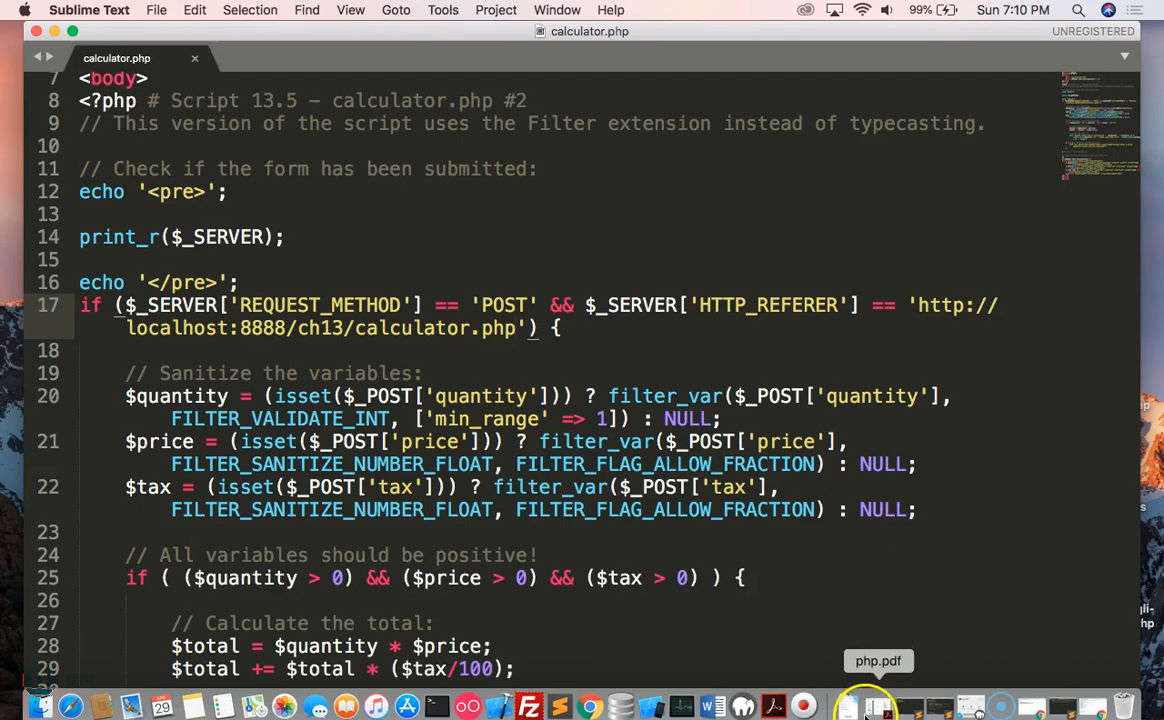 Sublime Text File Edit Selection Find View Goto Tools Project Window Help 99% Sun 7:10 PM
calculator.php UNREGISTERED
calculator.php ×
7 <body>
8 <?php # Script 13.5 - calculator.php #2
9 // This version of the script uses the Filter extension instead of typecasting.
10
11 // Check if the form has been submitted:
12 echo '<pre>';
13
14 print_r($_SERVER);
15
16 echo '</pre>';
17 if ($_SERVER['REQUEST_METHOD'] == 'POST' && $_SERVER['HTTP_REFERER'] == 'http://
localhost:8888/ch13/calculator.php') {
18
19 // Sanitize the variables:
20 $quantity = (isset($_POST['quantity'])) ? filter_var($_POST['quantity'],
FILTER_VALIDATE_INT, ['min_range' => 1]) : NULL;
21 $price = (isset($_POST['price'])) ? filter_var($_POST['price'],
FILTER_SANITIZE_NUMBER_FLOAT, FILTER_FLAG_ALLOW_FRACTION) : NULL;
22 $tax = (isset($_POST['tax'])) ? filter_var($_POST['tax'],
FILTER_SANITIZE_NUMBER_FLOAT, FILTER_FLAG_ALLOW_FRACTION) : NULL;
23
24 // All variables should be positive!
25 if ( ($quantity > 0) && ($price > 0) && ($tax > 0) ) {
26
27 // Calculate the total:
28 $total = $quantity * $price;
29 $total += $total * ($tax/100);
php.pdf